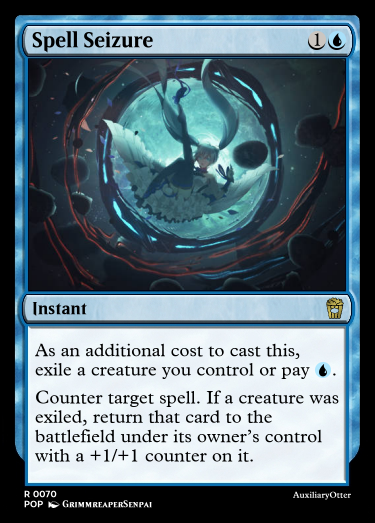 Spell Seizure 1
Instant
As an additional cost to cast this,
exile a creature you control or pay .
Counter target spell. If a creature was
exiled, return that card to the
battlefield under its owner's control
with a +1/+1 counter on it.
R 0070
POP GrimmreaperSenpai
AuxiliaryOtter